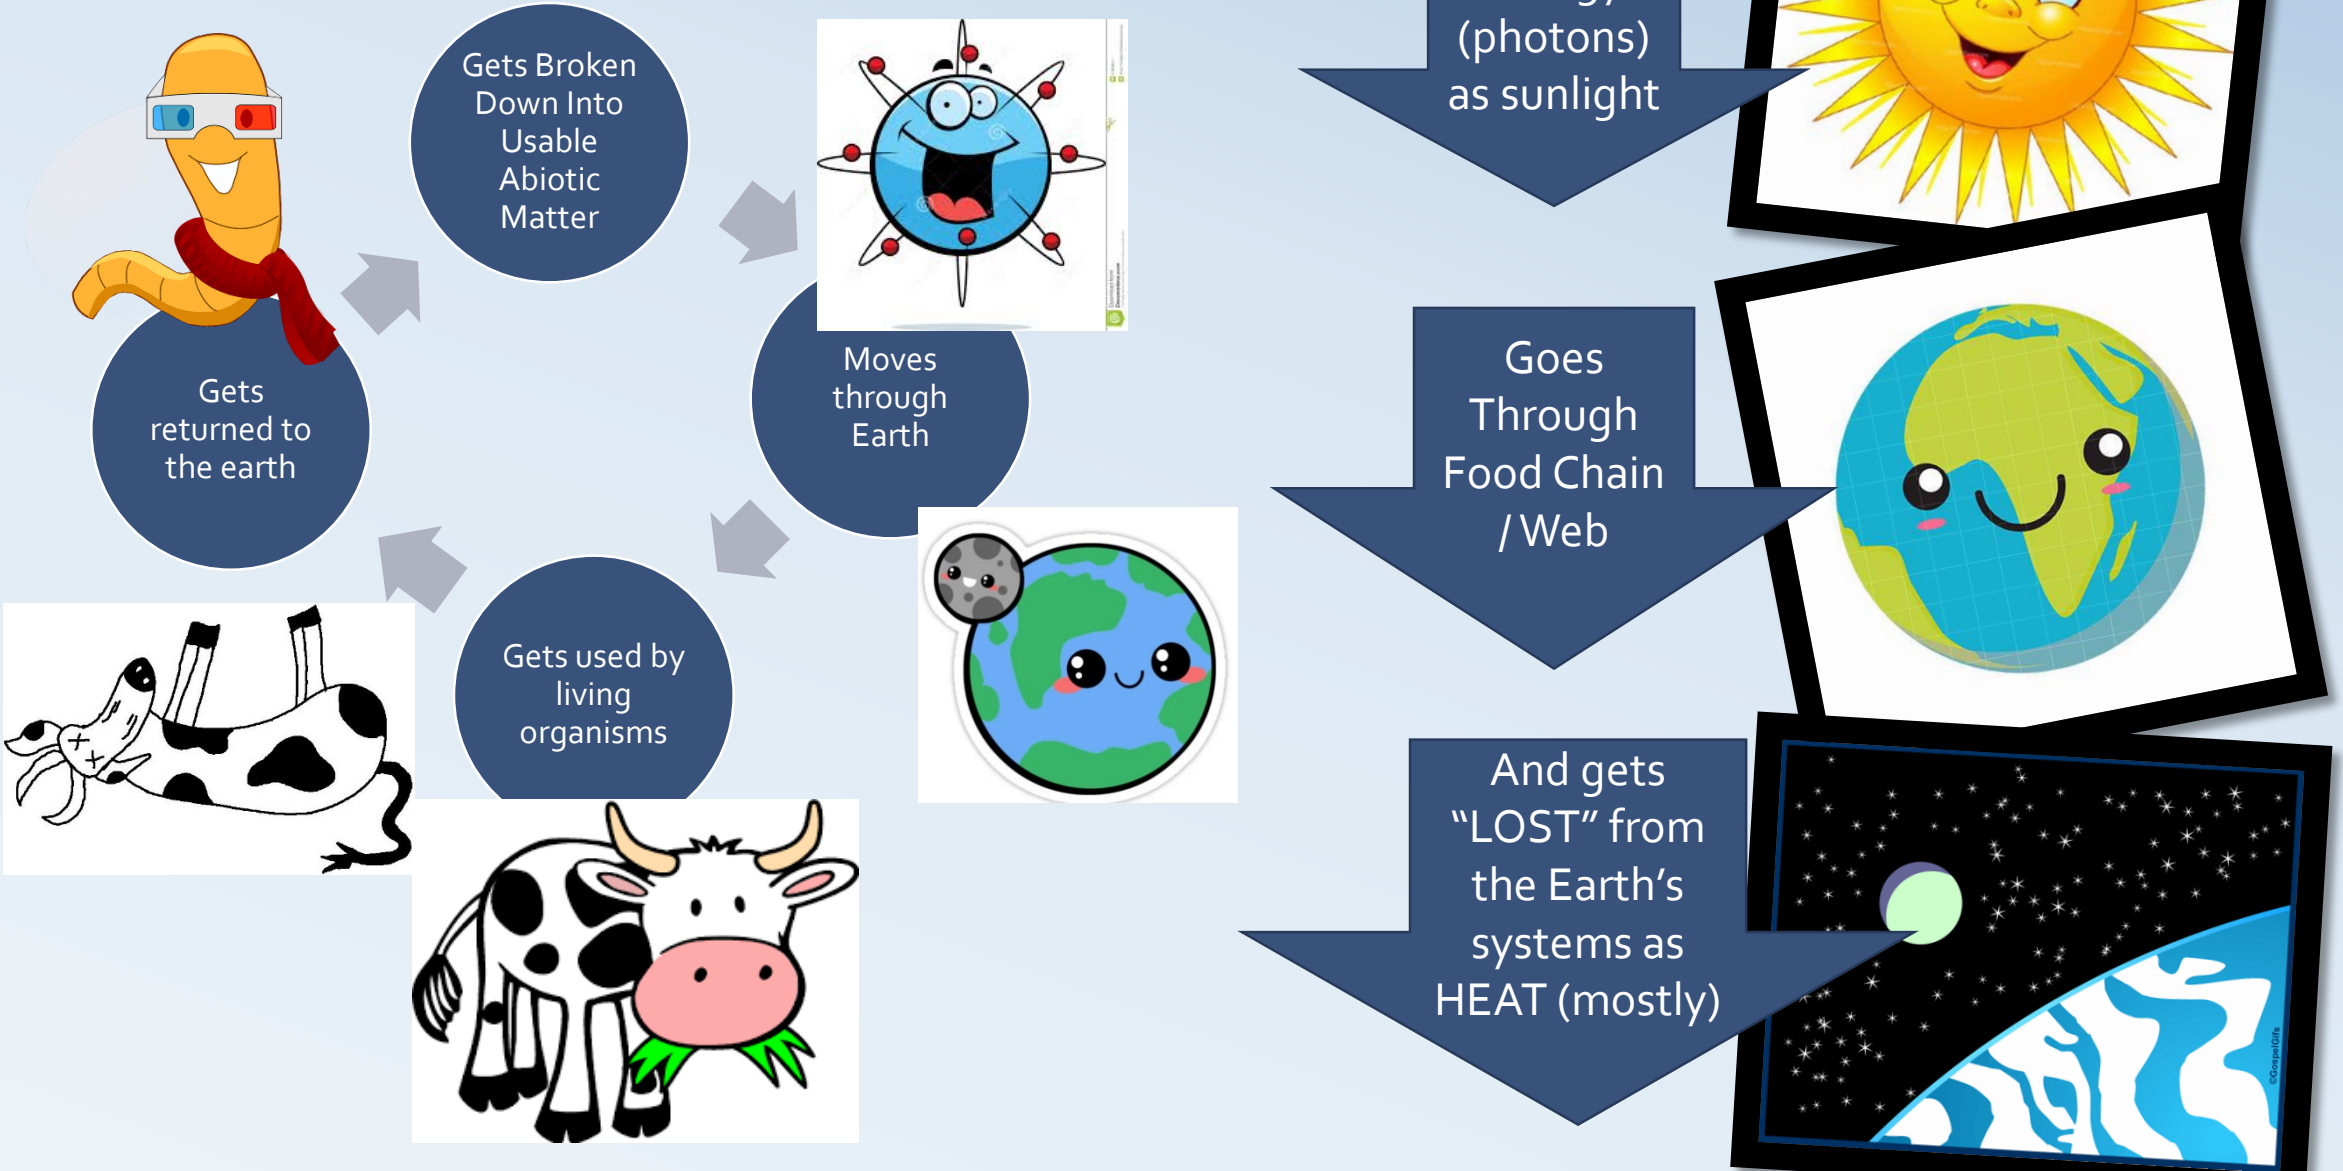 Gets Broken
Down Into
Usable
Abiotic
Matter
Moves
through
Earth
Gets used by
living
organisms
Gets
returned to
the earth
(photons)
as sunlight
Goes
Through
Food Chain
/ Web
And gets
“LOST” from
the Earth’s
systems as
HEAT (mostly)
©GospelGifs